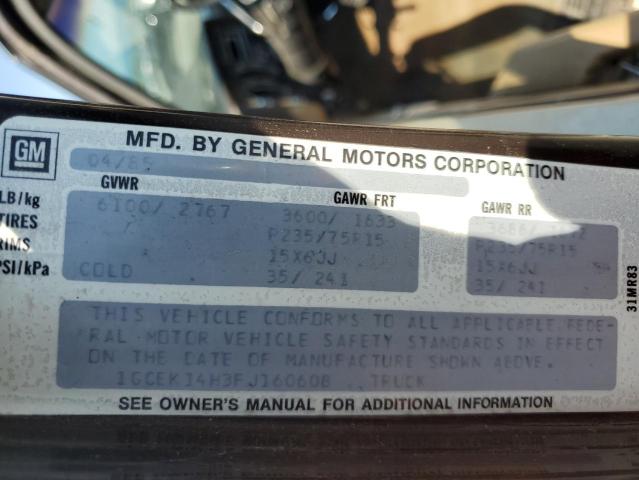 MFD. BY GENERAL MOTORS CORPORATION
GM
04/85
GVWR GAWR FRT GAWR RR
LB/kg 6100/ 2767 3600/ 1633 3686/
TIRES P235/75R15 P235/75R15
RIMS 15X6JJ 15X6JJ
PSI/kPa COLD 35/ 241 35/ 241
THIS VEHICLE CONFORMS TO ALL APPLICABLE FEDE-
RAL MOTOR VEHICLE SAFETY STANDARDS IN EFFECT
ON THE DATE OF MANUFACTURE SHOWN ABOVE.
1GCEK14H3FJ160608 TRUCK
SEE OWNER'S MANUAL FOR ADDITIONAL INFORMATION
31MR83